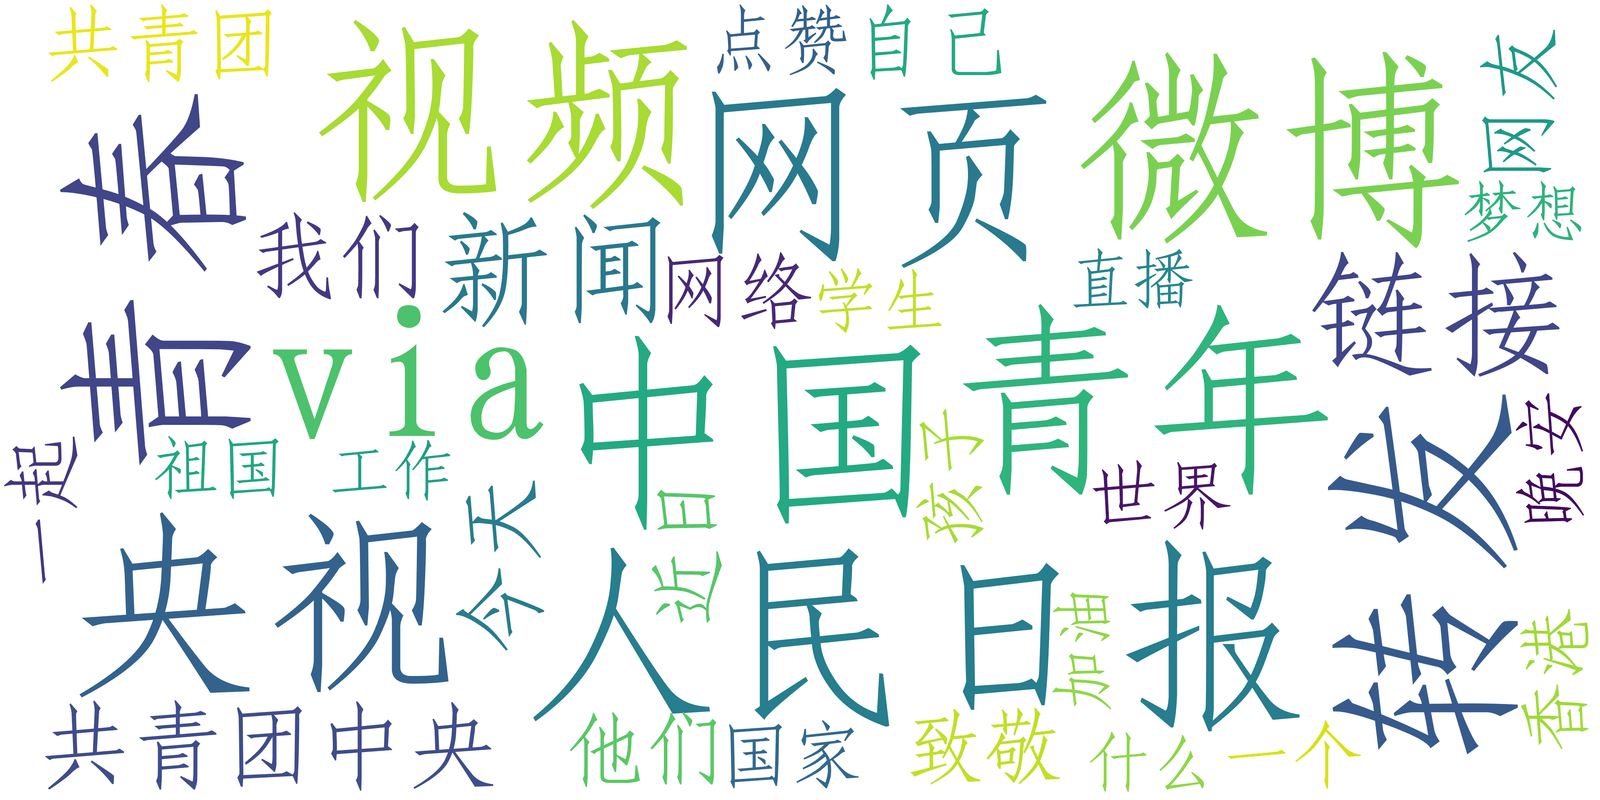 共青团
视频
点赞
自己
网友
青春
网页
微博
梦想
我们
新闻
网络
学生
直播
链接
via
中国
青年
祖国
工作
一起
今天
近日
孩子
世界
转发
晚安
央视
人民日报
加油
香港
共青团中央
他们
国家
致敬
什么
一个